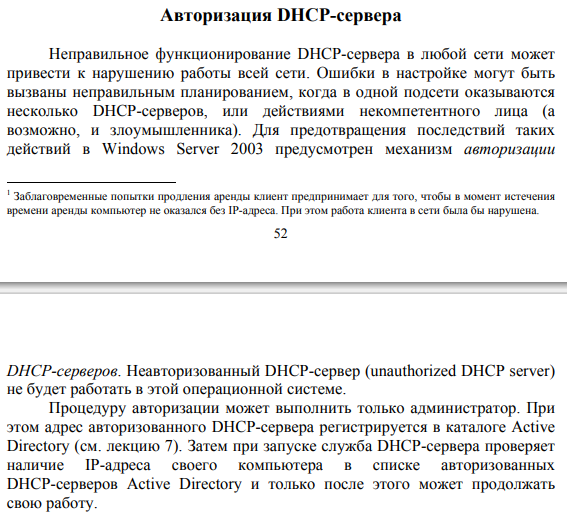 Авторизация DHCP-сервера
Неправильное функционирование DHCP-сервера в любой сети может
привести к нарушению работы всей сети. Ошибки в настройке могут быть
вызваны неправильным планированием, когда в одной подсети оказываются
несколько DHCP-серверов, или действиями некомпетентного лица (а
возможно, и злоумышленника). Для предотвращения последствий таких
действий в Windows Server 2003 предусмотрен механизм авторизации
1 Заблаговременные попытки продления аренды клиент предпринимает для того, чтобы в момент истечения
времени аренды компьютер не оказался без IP-адреса. При этом работа клиента в сети была бы нарушена.
52
DHCP-серверов. Неавторизованный DHCP-сервер (unauthorized DHCP server)
не будет работать в этой операционной системе.
Процедуру авторизации может выполнить только администратор. При
этом адрес авторизованного DHCP-сервера регистрируется в каталоге Active
Directory (см. лекцию 7). Затем при запуске служба DHCP-сервера проверяет
наличие IP-адреса своего компьютера в списке авторизованных
DHCP-серверов Active Directory и только после этого может продолжать
свою работу.